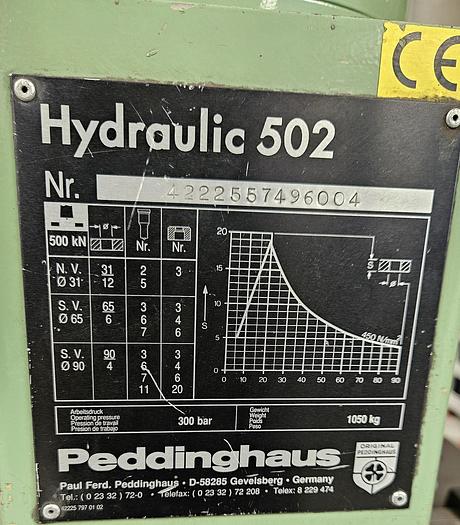 CE
Hydraulic 502
Nr. 4222557496004
500 kN ø Nr. Nr.
N. V. 31 2 3
Ø 31 12 5
S. V. 65 3 3
Ø 65 6 6 4
7 6
S. V. 90 3 3
Ø 90 4 6 4
7 6
11 20
20
15
10
5
0
S
S
ø
450 N/mm²
0 10 20 30 40 50 60 70 80 90
Arbeitsdruck
Operating pressure
Pression de travail
Presion de trabajo
300 bar
Gewicht
Weight
Poids
Peso
1050 kg
Peddinghaus
ORIGINAL
PEDDINGHAUS
Paul Ferd. Peddinghaus · D-58285 Gevelsberg · Germany
Tel.: ( 0 23 32 ) 72-0 · Telefax: ( 0 23 32 ) 72 208 · Telex: 8 229 474
42225 797 01 02